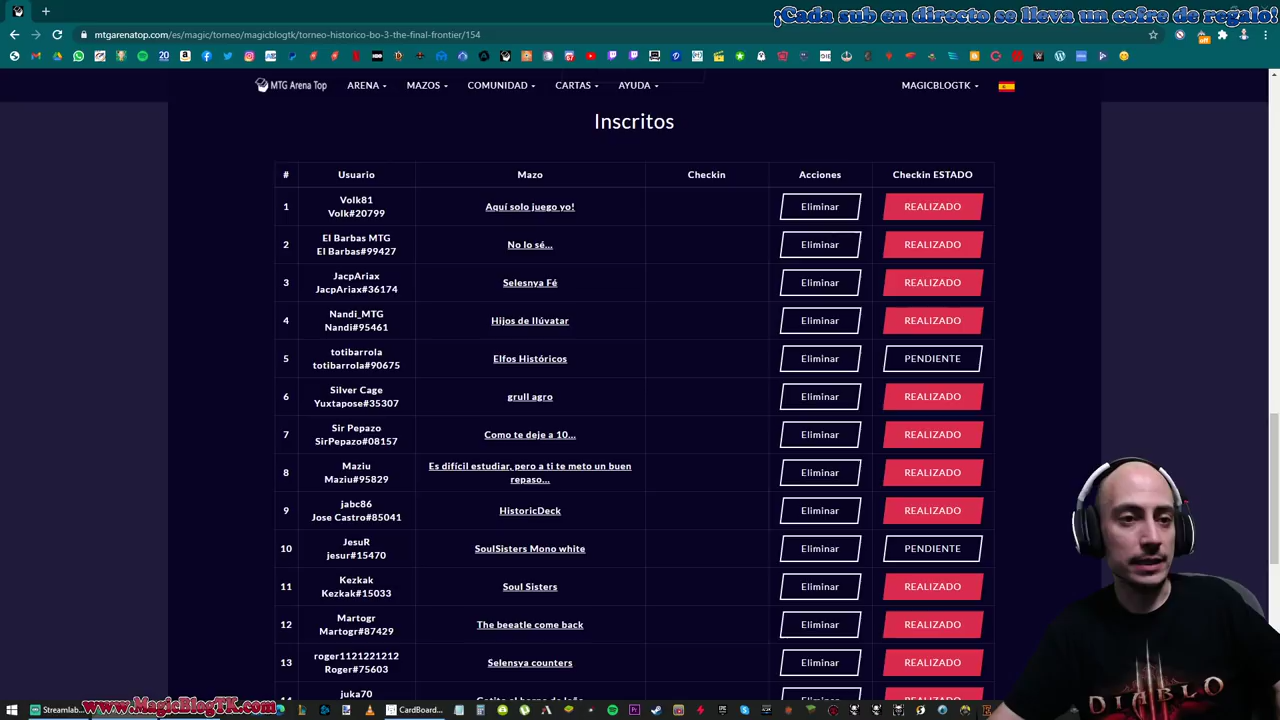 ¡Cada sub en directo se lleva un cofre de regalo!
mtgarenatop.com/es/magic/torneo/magicblogtk/torneo-historico-bo-3-the-final-frontier/154
MTG Arena Top ARENA MAZOS COMUNIDAD CARTAS AYUDA MAGICBLOGTK
Inscritos
# Usuario Mazo Checkin Acciones Checkin ESTADO
1 Volk81 Volk#20799 Aquí solo juego yo! Eliminar REALIZADO
2 El Barbas MTG El Barbas#99427 No lo sé... Eliminar REALIZADO
3 JacpAriax JacpAriax#36174 Selesnya Fé Eliminar REALIZADO
4 Nandi_MTG Nandi#95461 Hijos de Ilúvatar Eliminar REALIZADO
5 totibarrola totibarrola#90675 Elfos Históricos Eliminar PENDIENTE
6 Silver Cage Yuxtapose#35307 grull agro Eliminar REALIZADO
7 Sir Pepazo SirPepazo#08157 Como te deje a 10... Eliminar REALIZADO
8 Maziu Maziu#95829 Es difícil estudiar, pero a ti te meto un buen repaso... Eliminar REALIZADO
9 jabc86 Jose Castro#85041 HistoricDeck Eliminar REALIZADO
10 JesuR jesur#15470 SoulSisters Mono white Eliminar PENDIENTE
11 Kezkak Kezkak#15033 Soul Sisters Eliminar REALIZADO
12 Martogr Martogr#87429 The beeatle come back Eliminar REALIZADO
13 roger1121221212 Roger#75603 Selensya counters Eliminar REALIZADO
juka70
DIABLO
Streamlab...
www.MagicBlogTK.com
CardBoard...